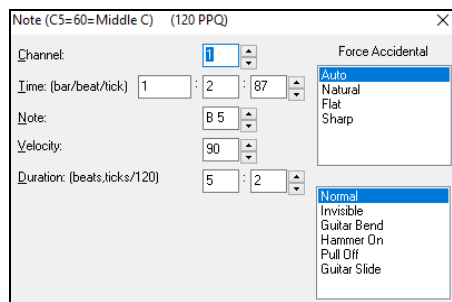 Note (C5=60=Middle C) (120 PPQ)
Channel: 1
Force Accidental
Time: (bar/beat/tick) 1 : 2 : 87
Note: B 5
Velocity: 90
Duration: (beats,ticks/120) 5 : 2
Auto
Natural
Flat
Sharp
Normal
Invisible
Guitar Bend
Hammer On
Pull Off
Guitar Slide